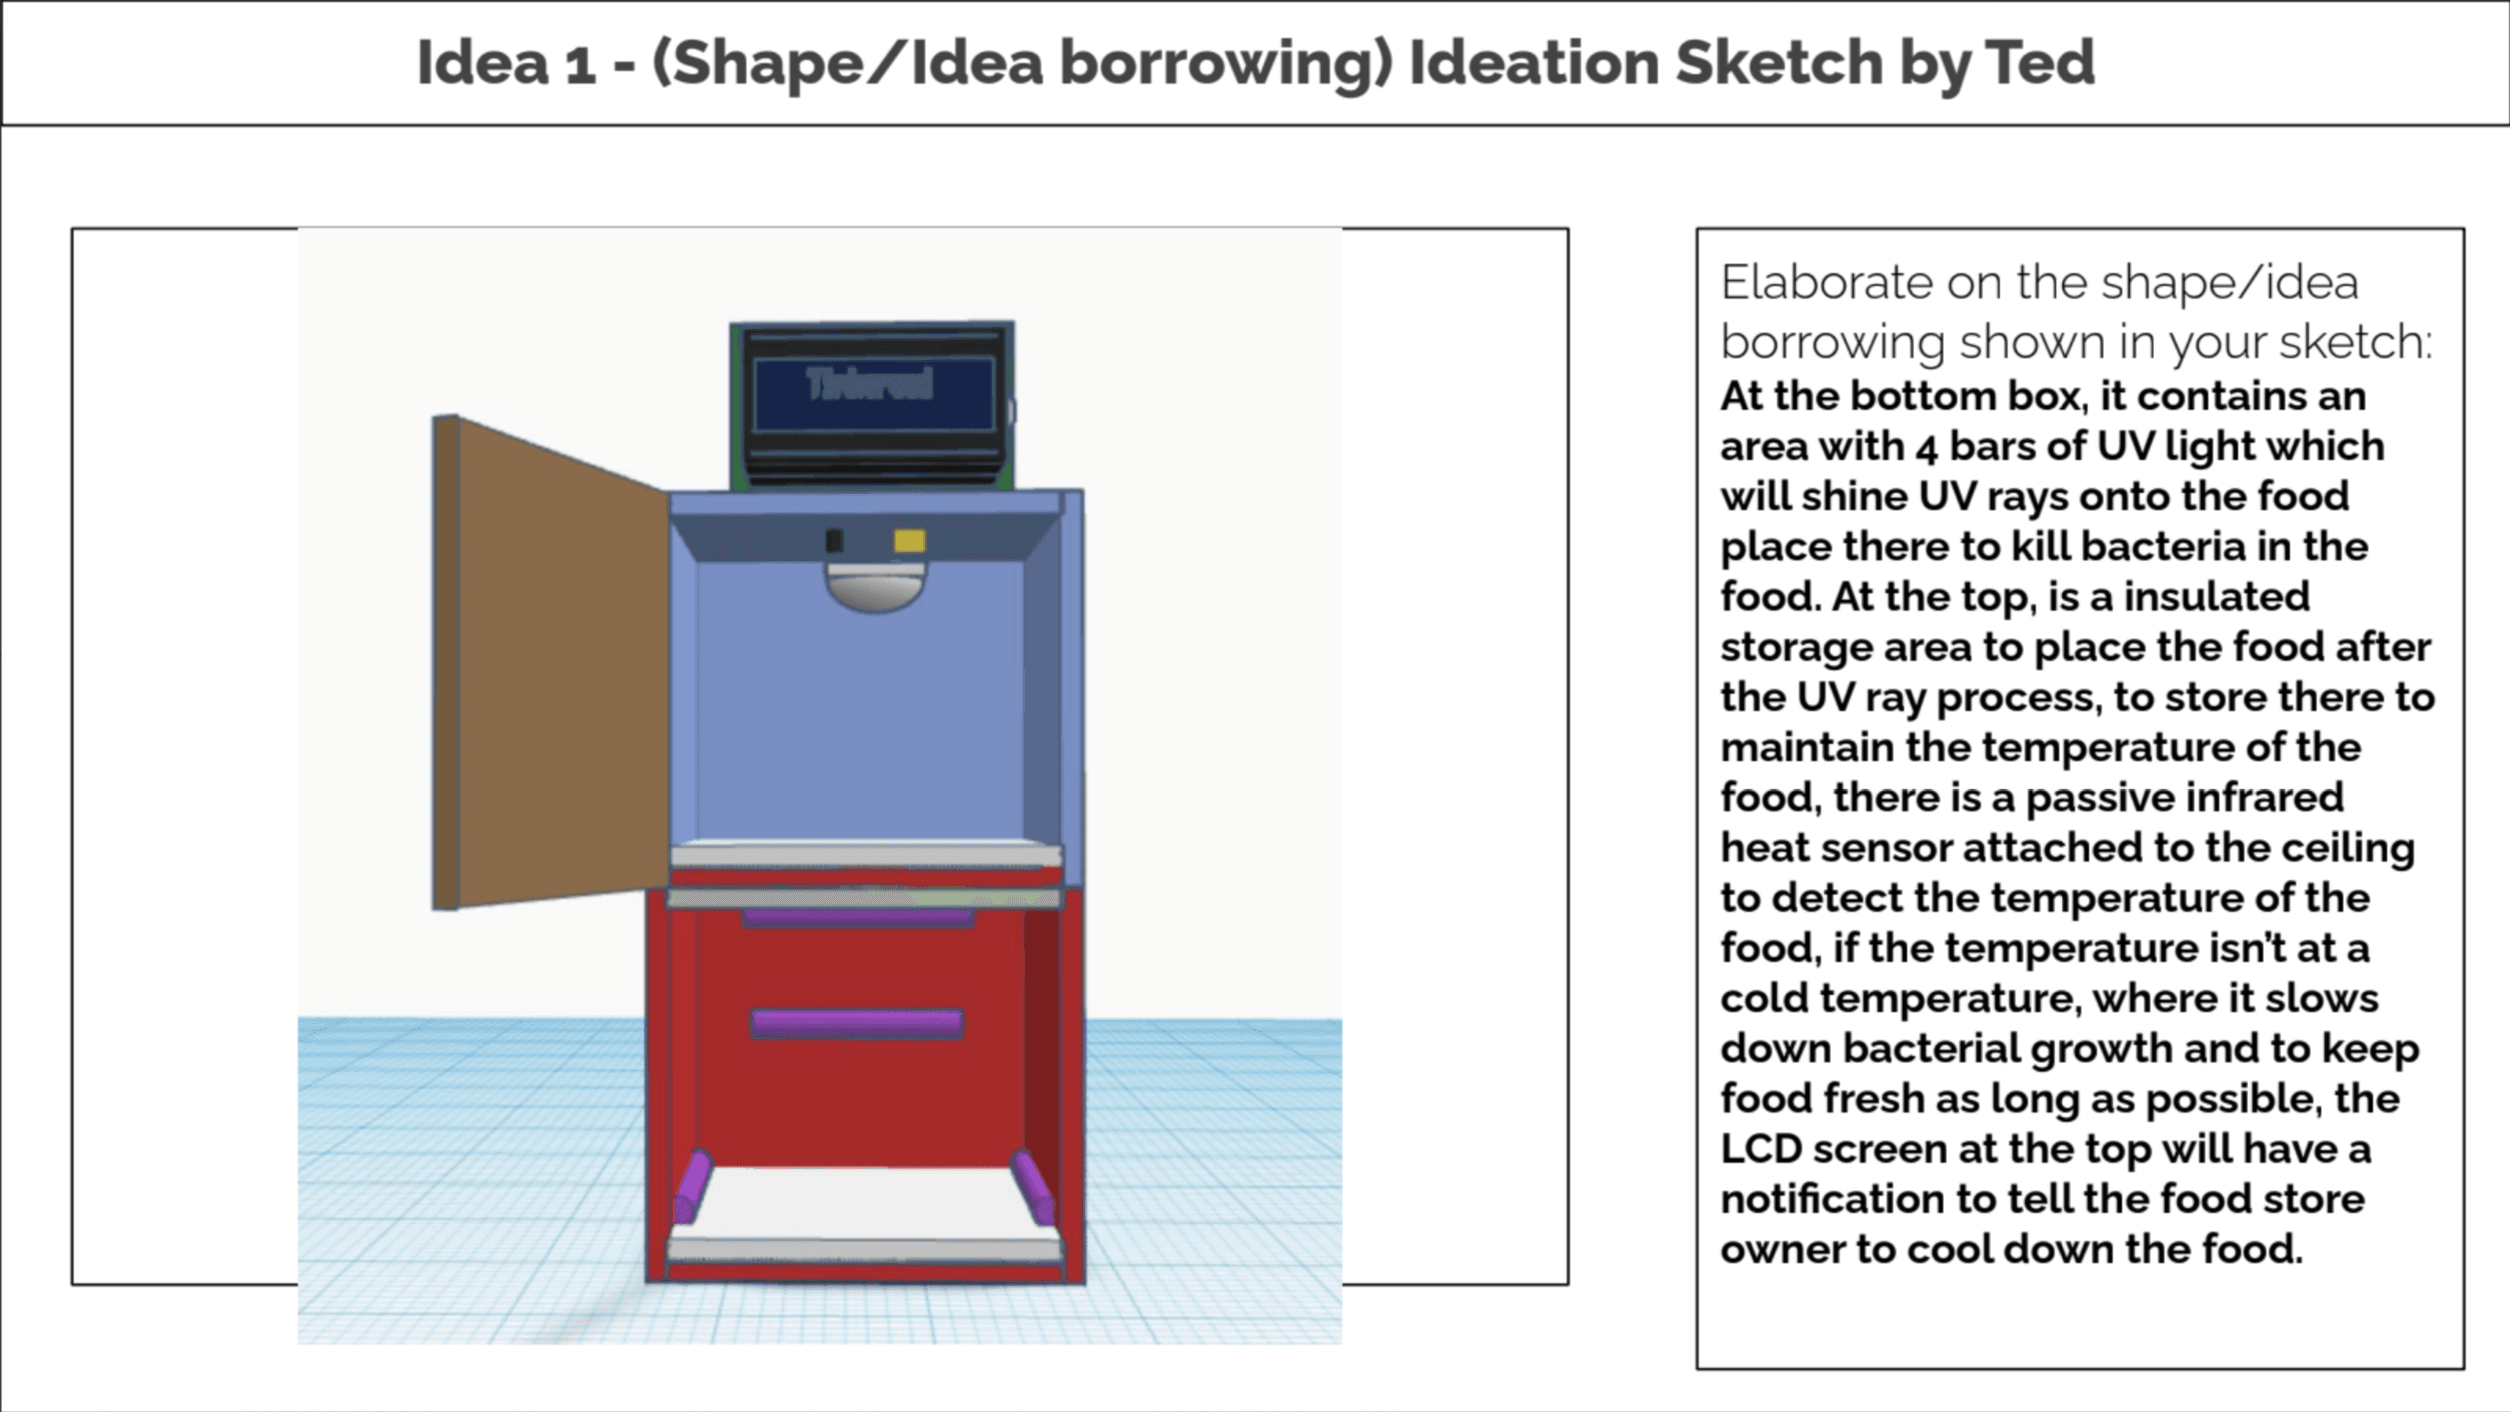 Idea 1 - (Shape/Idea borrowing) Ideation Sketch by Ted
Elaborate on the shape/idea
borrowing shown in your sketch:
At the bottom box, it contains an
area with 4 bars of UV light which
will shine UV rays onto the food
place there to kill bacteria in the
food. At the top, is a insulated
storage area to place the food after
the UV ray process, to store there to
maintain the temperature of the
food, there is a passive infrared
heat sensor attached to the ceiling
to detect the temperature of the
food, if the temperature isn’t at a
cold temperature, where it slows
down bacterial growth and to keep
food fresh as long as possible, the
LCD screen at the top will have a
notification to tell the food store
owner to cool down the food.